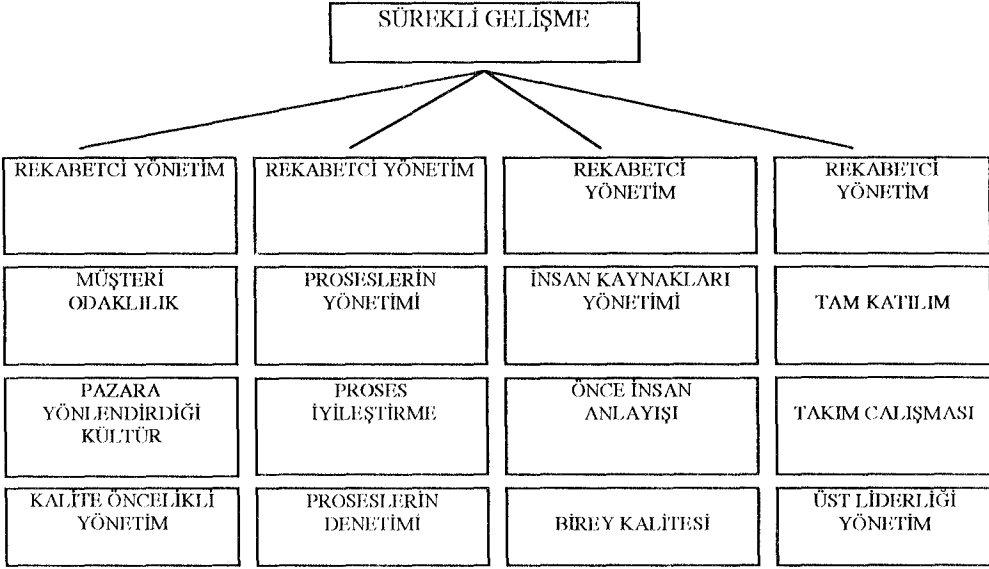 SÜREKLİ GELİŞME
REKABETCİ YÖNETİM
REKABETCİ YÖNETİM
REKABETCİ
YÖNETİM
REKABETCİ
YÖNETİM
MÜŞTERİ
ODAKLILIK
PROSESLERİN
YÖNETİMİ
İNSAN KAYNAKLARI
YÖNETİMİ
TAM KATILIM
PAZARA
YÖNLENDİRDİĞİ
KÜLTÜR
PROSES
İYİLEŞTİRME
ÖNCE İNSAN
ANLAYIŞI
TAKIM CALIŞMASI
KALİTE ÖNCELİKLİ
YÖNETİM
PROSESLERİN
DENETİMİ
BİREY KALİTESİ
ÜST LİDERLİĞİ
YÖNETİM